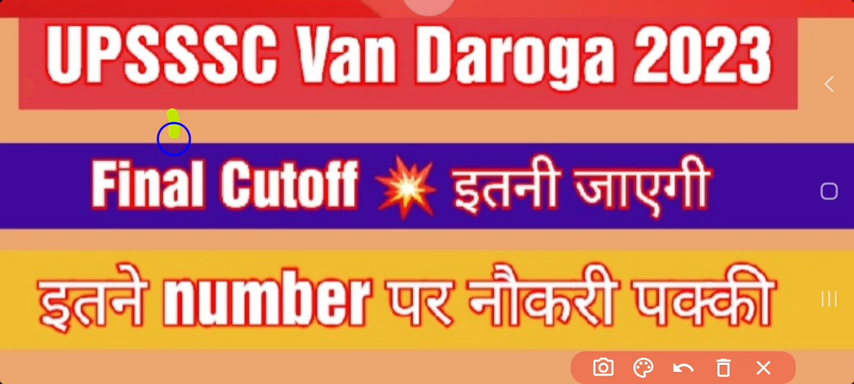 UPSSSC Van Daroga 2023
Final Cutoff 💥 इतनी जाएगी
इतने number पर नौकरी पक्की